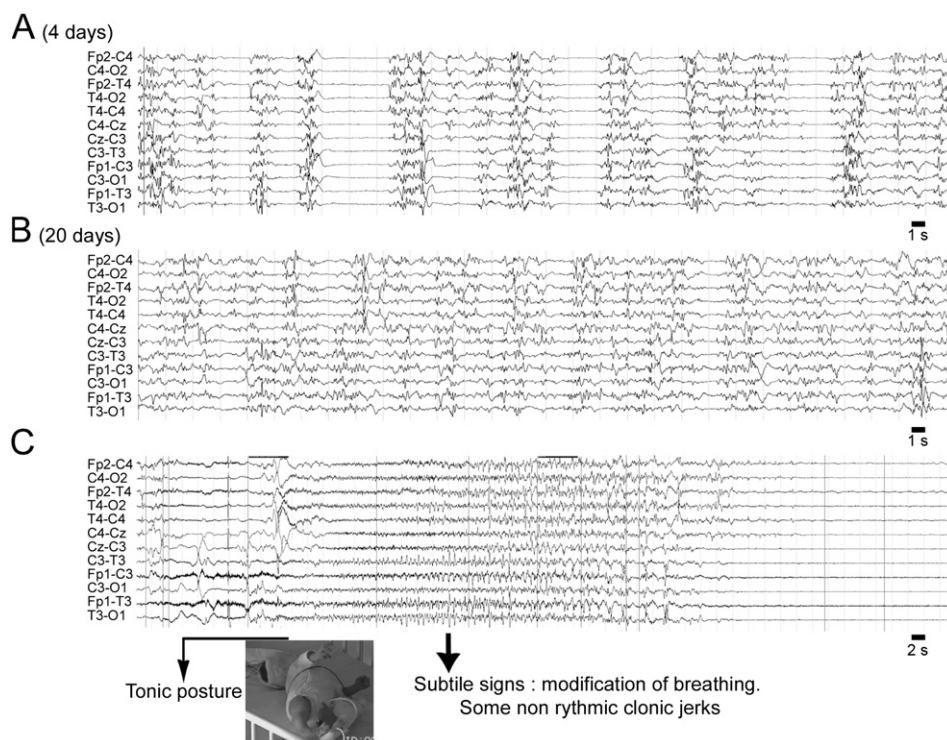 A (4 days)
Fp2-C4
C4-O2
Fp2-T4
T4-O2
T4-C4
C4-Cz
Cz-C3
C3-T3
Fp1-C3
C3-O1
Fp1-T3
T3-O1
1 s
B (20 days)
Fp2-C4
C4-O2
Fp2-T4
T4-O2
T4-C4
C4-Cz
Cz-C3
C3-T3
Fp1-C3
C3-O1
Fp1-T3
T3-O1
1 s
C
Fp2-C4
C4-O2
Fp2-T4
T4-O2
T4-C4
C4-Cz
Cz-C3
C3-T3
Fp1-C3
C3-O1
Fp1-T3
T3-O1
2 s
Tonic posture
Subtile signs : modification of breathing.
Some non rythmic clonic jerks